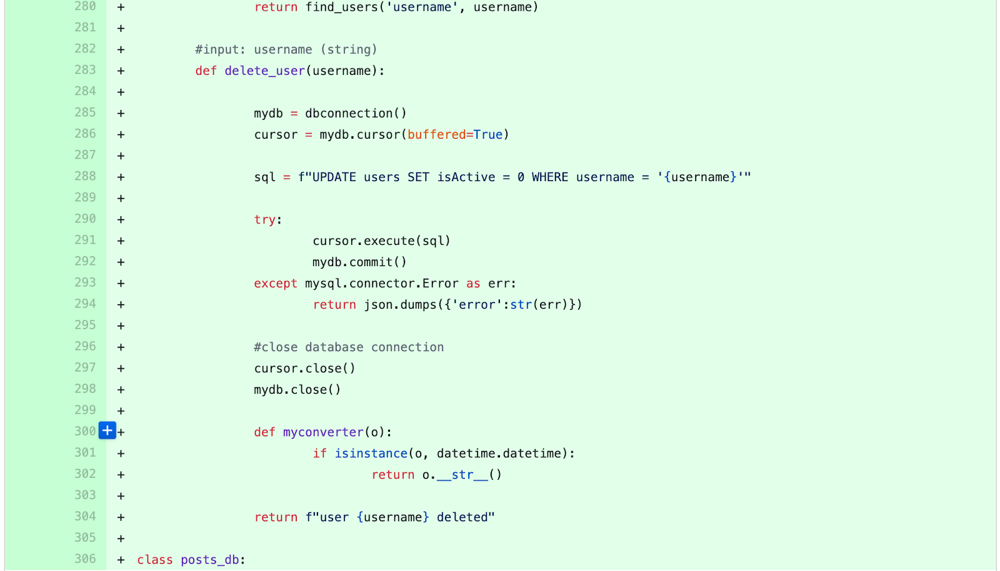 280 + return find_users('username', username)
281 +
282 + #input: username (string)
283 + def delete_user(username):
284 +
285 + mydb = dbconnection()
286 + cursor = mydb.cursor(buffered=True)
287 +
288 + sql = f"UPDATE users SET isActive = 0 WHERE username = '{username}'"
289 +
290 + try:
291 + cursor.execute(sql)
292 + mydb.commit()
293 + except mysql.connector.Error as err:
294 + return json.dumps({'error':str(err)})
295 +
296 + #close database connection
297 + cursor.close()
298 + mydb.close()
299 +
300 + + def myconverter(o):
301 + if isinstance(o, datetime.datetime):
302 + return o.__str__()
303 +
304 + return f"user {username} deleted"
305 +
306 + class posts_db: